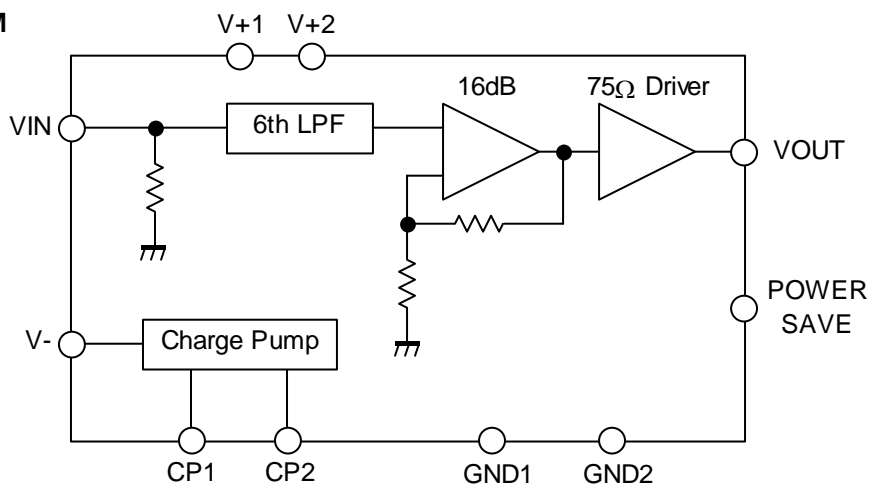 M
V+1 V+2
16dB 75Ω Driver
VIN 6th LPF
VOUT
POWER
SAVE
V- Charge Pump
CP1 CP2 GND1 GND2